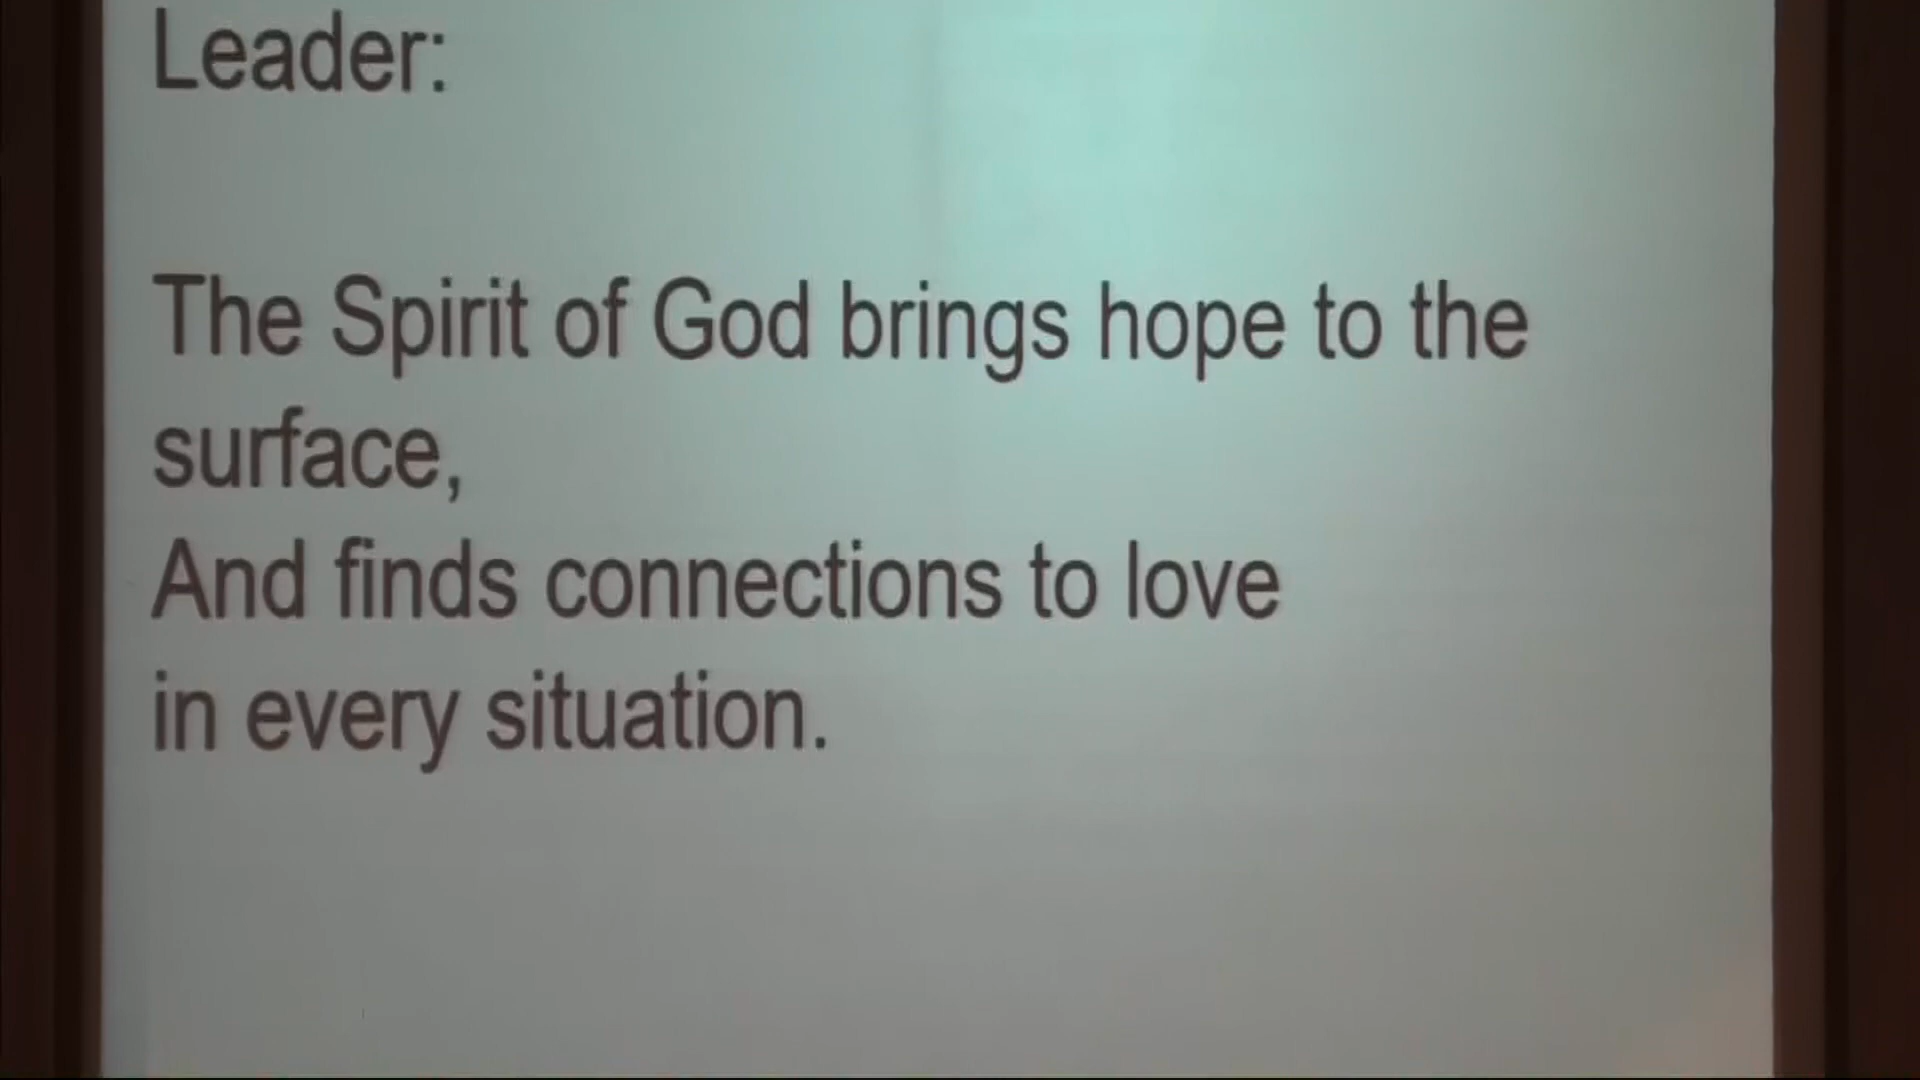 Leader:
The Spirit of God brings hope to the
surface,
And finds connections to love
in every situation.